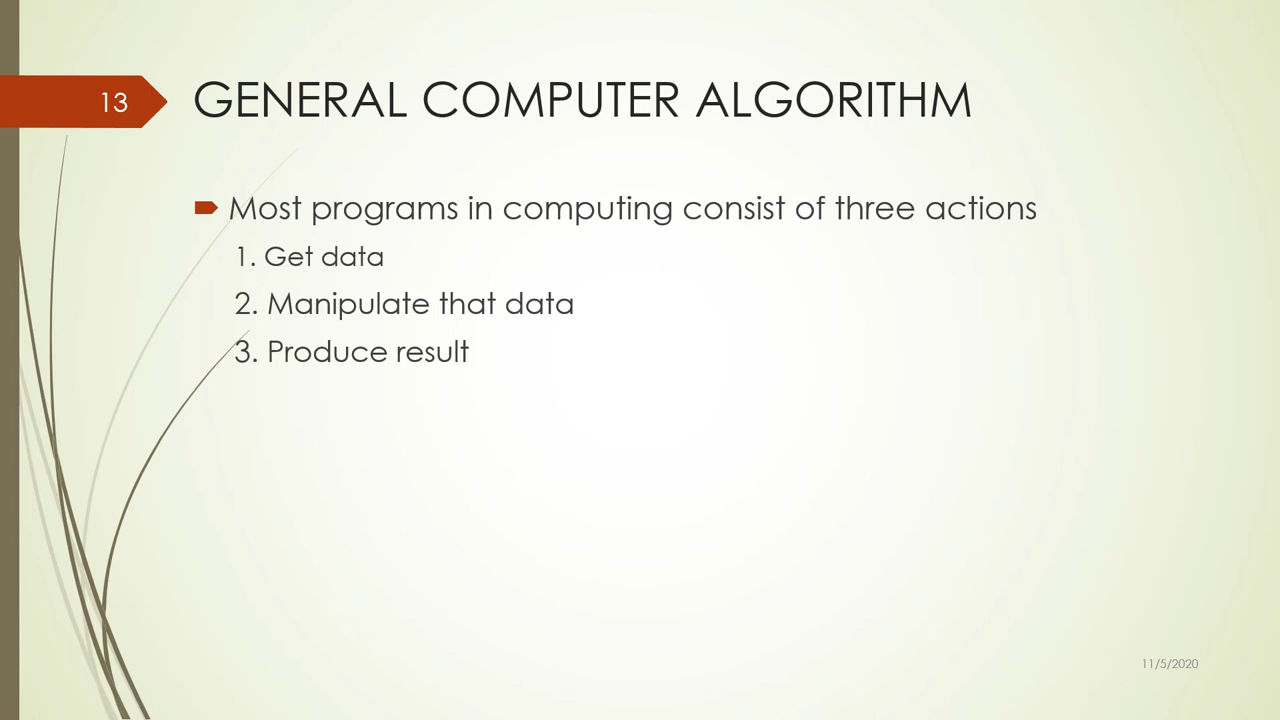 13
GENERAL COMPUTER ALGORITHM
Most programs in computing consist of three actions
1. Get data
2. Manipulate that data
3. Produce result
11/5/2020